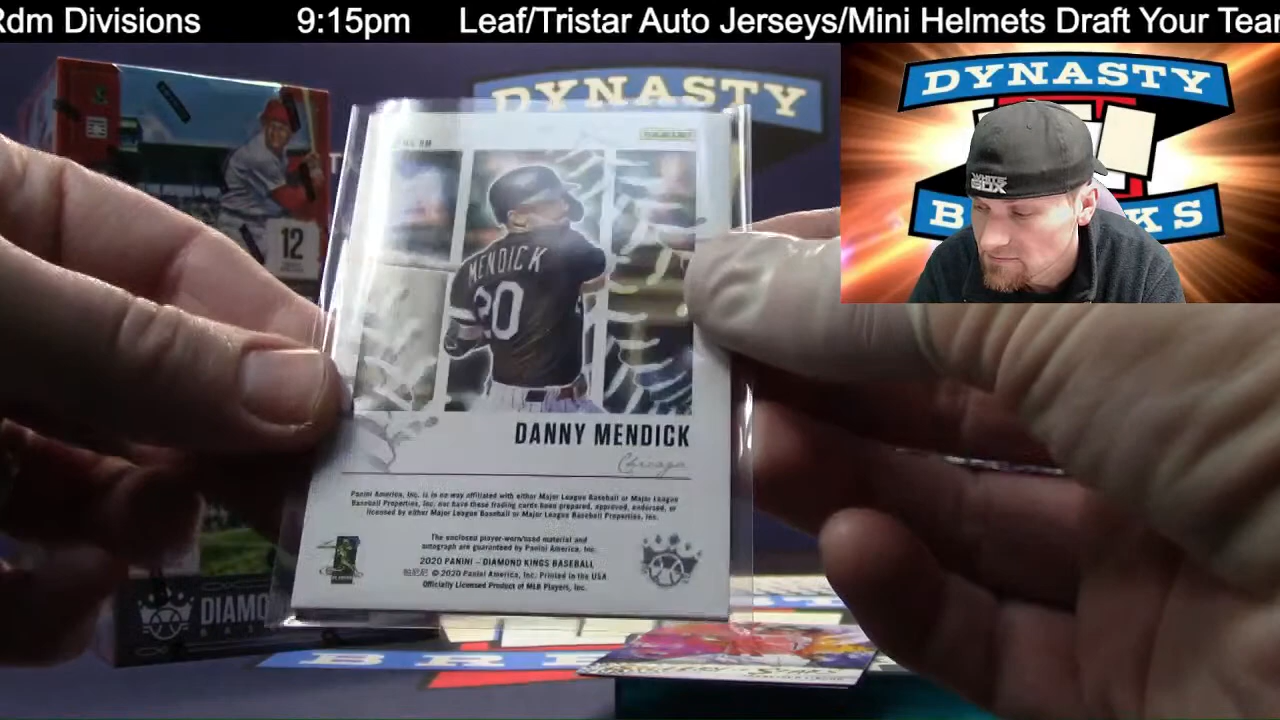 Rdm Divisions 9:15pm Leaf/Tristar Auto Jerseys/Mini Helmets Draft Your Team
DYNASTY
DYNASTY
WHITE
SOX
12
MENDICK
20
DANNY MENDICK
Chicago
Panini America, Inc. is in no way affiliated with either Major League Baseball or Major League
Baseball Properties, Inc. nor have these trading cards been prepared, approved, endorsed, or
licensed by either Major League Baseball or Major League Baseball Properties, Inc.
The enclosed player-worn/used material and
autograph are guaranteed by Panini America, Inc.
2020 PANINI – DIAMOND KINGS BASEBALL
© 2020 Panini America, Inc. Printed in the USA
Officially Licensed Product of MLB Players, Inc.
DIAMO
BRE